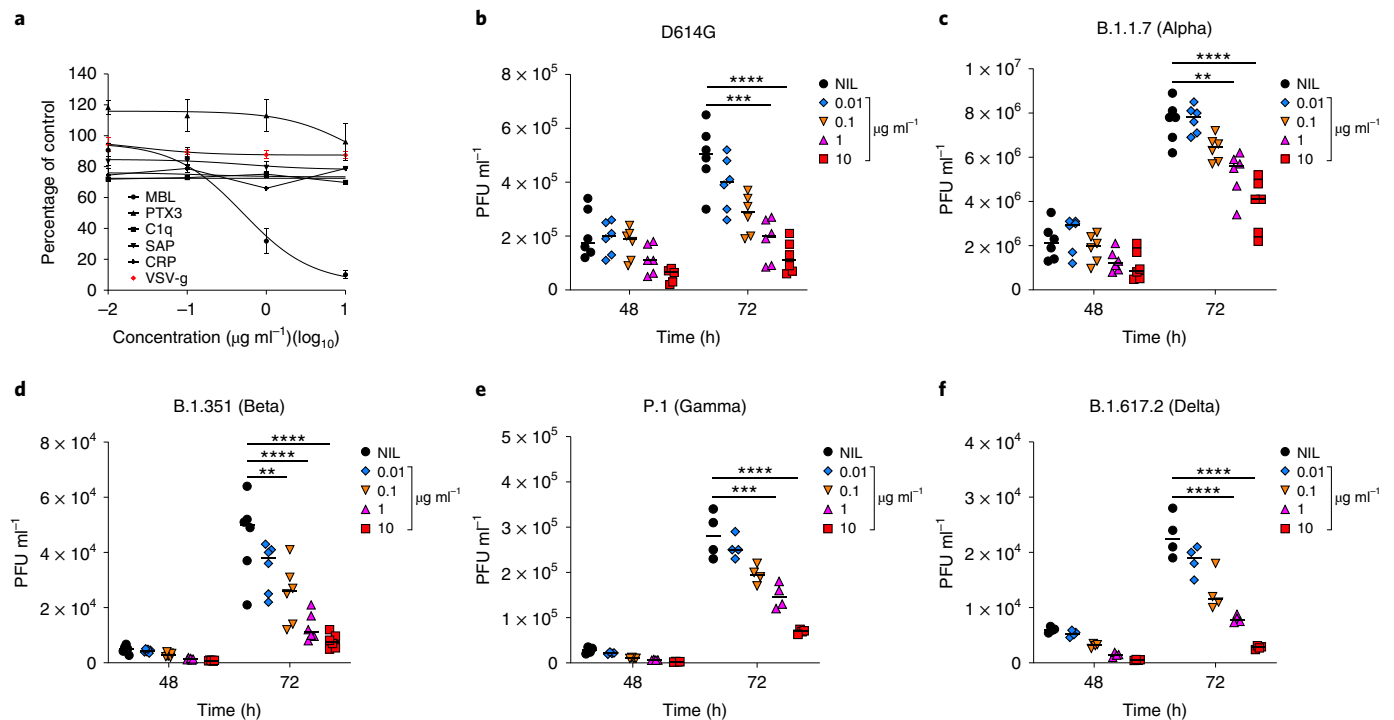 a
Percentage of control
140
120
100
80
60
40
20
0
MBL
PTX3
C1q
SAP
CRP
VSV-g
–2
–1
0
1
Concentration (µg ml⁻¹)(log₁₀)
b
D614G
PFU ml⁻¹
8 × 10⁵
6 × 10⁵
4 × 10⁵
2 × 10⁵
0
****
***
48
72
Time (h)
NIL
0.01
0.1
1
10
µg ml⁻¹
c
B.1.1.7 (Alpha)
PFU ml⁻¹
1 × 10⁷
8 × 10⁶
6 × 10⁶
4 × 10⁶
2 × 10⁶
0
****
**
48
72
Time (h)
NIL
0.01
0.1
1
10
µg ml⁻¹
d
B.1.351 (Beta)
PFU ml⁻¹
8 × 10⁴
6 × 10⁴
4 × 10⁴
2 × 10⁴
0
****
****
**
48
72
Time (h)
NIL
0.01
0.1
1
10
µg ml⁻¹
e
P.1 (Gamma)
PFU ml⁻¹
5 × 10⁵
4 × 10⁵
3 × 10⁵
2 × 10⁵
1 × 10⁵
0
****
***
48
72
Time (h)
NIL
0.01
0.1
1
10
µg ml⁻¹
f
B.1.617.2 (Delta)
PFU ml⁻¹
4 × 10⁴
3 × 10⁴
2 × 10⁴
1 × 10⁴
0
****
****
48
72
Time (h)
NIL
0.01
0.1
1
10
µg ml⁻¹